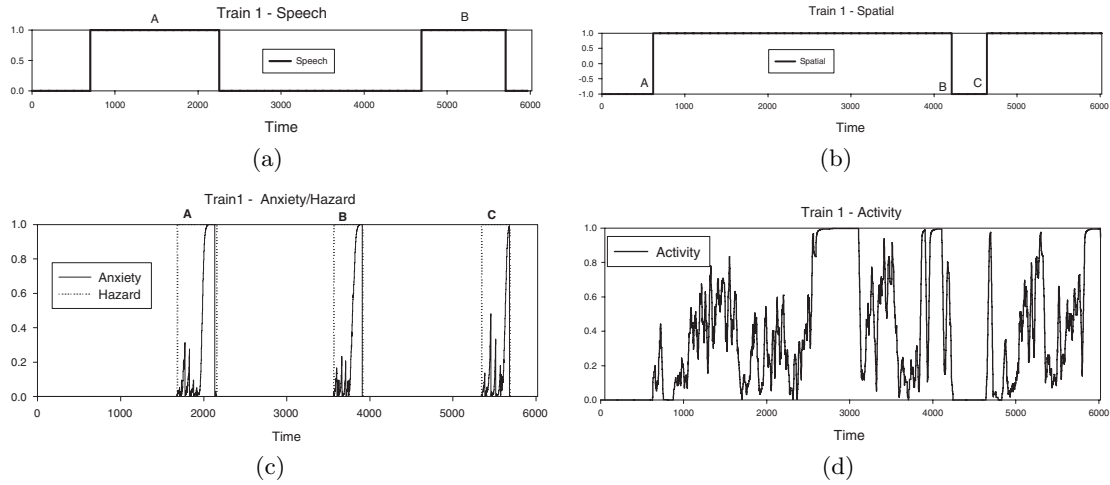 Train 1 - Speech
A
B
1.0
0.5
0.0
Speech
0 1000 2000 3000 4000 5000 6000
Time
(a)
Train 1 - Spatial
1.0
0.5
0.0
-0.5
-1.0
A
B
C
Spatial
0 1000 2000 3000 4000 5000 6000
Time
(b)
Train1 - Anxiety/Hazard
A
B
C
1.0
0.8
0.6
0.4
0.2
0.0
Anxiety
Hazard
0 1000 2000 3000 4000 5000 6000
Time
(c)
Train 1 - Activity
1.0
0.8
0.6
0.4
0.2
0.0
Activity
0 1000 2000 3000 4000 5000 6000
Time
(d)